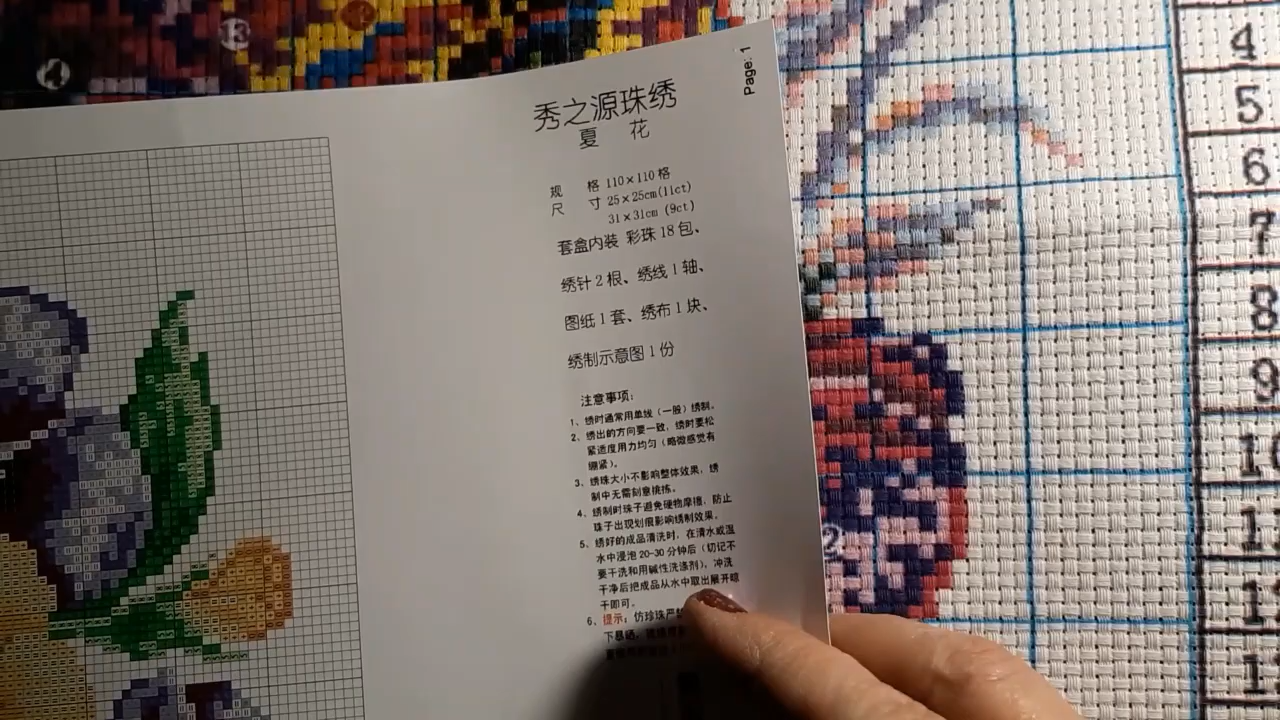 Page: 1
秀之源珠绣
夏 花
规 格 110×110格
尺 寸 25×25cm(11ct)
31×31cm (9ct)
套盒内装 彩珠18包、
绣针2根、绣线1轴、
图纸1套、绣布1块、
绣制示意图1份
注意事项:
1、绣时通常用单线(一股)绣制。
2、绣出的方向要一致,绣时要松
紧适度用力均匀(略微感觉有
绷紧)。
3、绣珠大小不影响整体效果,绣
制中无需刻意挑拣。
4、绣制时珠子避免硬物摩擦,防止
珠子出现划痕影响绣制效果。
5、绣好的成品清洗时,在清水或温
水中浸泡20-30分钟后(切记不
要干洗和用碱性洗涤剂),冲洗
干净后把成品从水中取出展开晾
干即可。
6、提示:仿珍珠严
下暴晒,
4
13
4
5
6
7
8
9
2